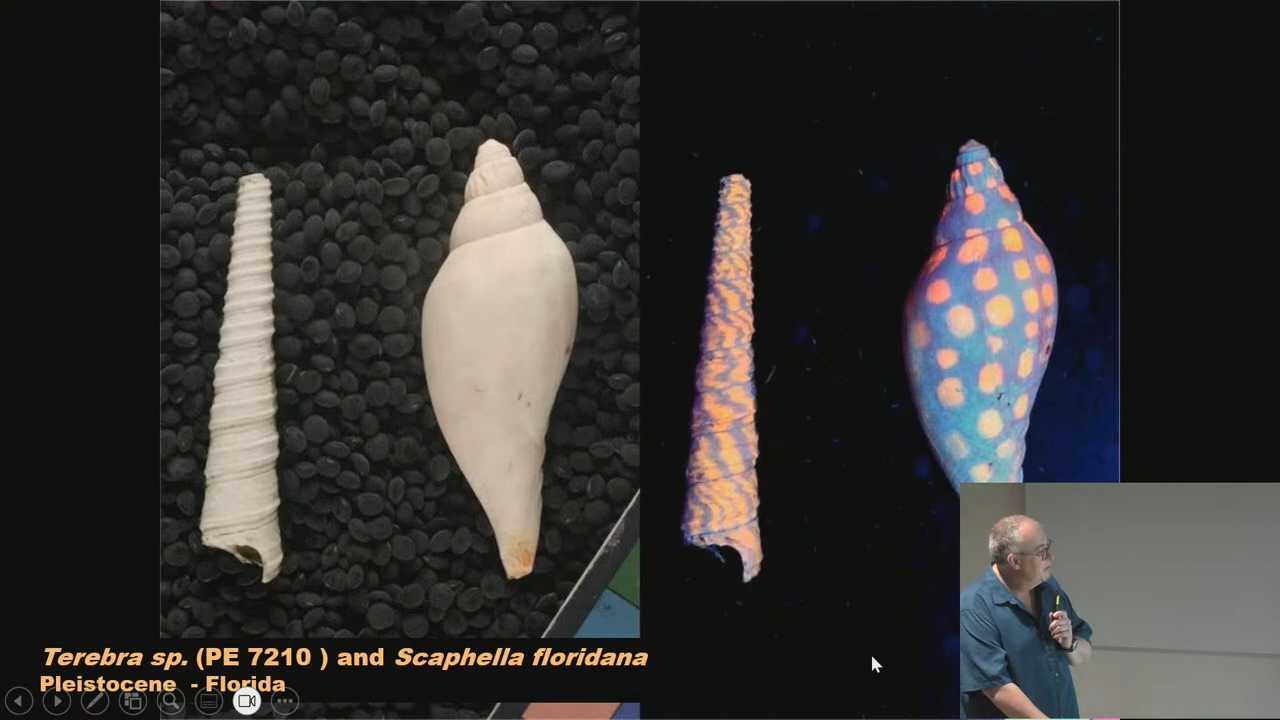 Terebra sp. (PE 7210 ) and Scaphella floridana
Pleistocene - Florida